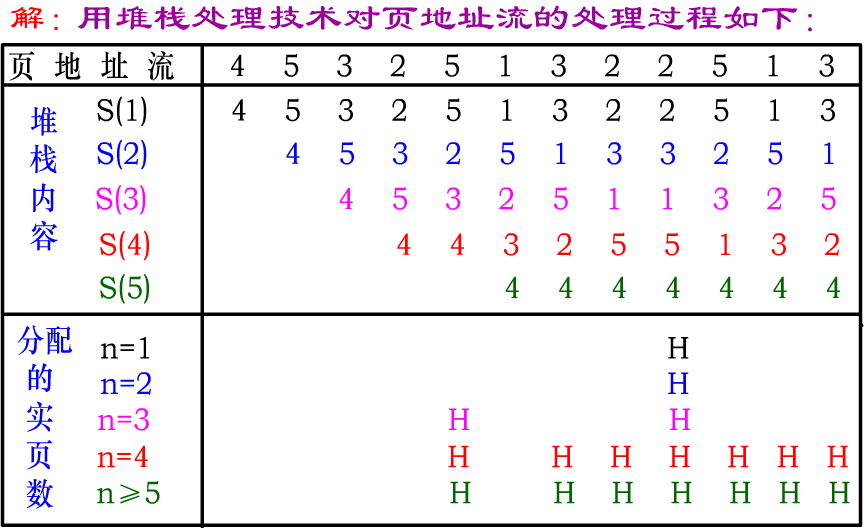 解：用堆栈处理技术对页地址流的处理过程如下：
页 地 址 流 4 5 3 2 5 1 3 2 2 5 1 3
堆栈内容
S(1) 4 5 3 2 5 1 3 2 2 5 1 3
S(2) 4 5 3 2 5 1 3 3 2 5 1
S(3) 4 5 3 2 5 1 1 3 2 5
S(4) 4 4 3 2 5 5 1 3 2
S(5) 4 4 4 4 4 4 4
分配的实页数
n=1 H
n=2 H
n=3 H H
n=4 H H H H H H H
n≥5 H H H H H H H